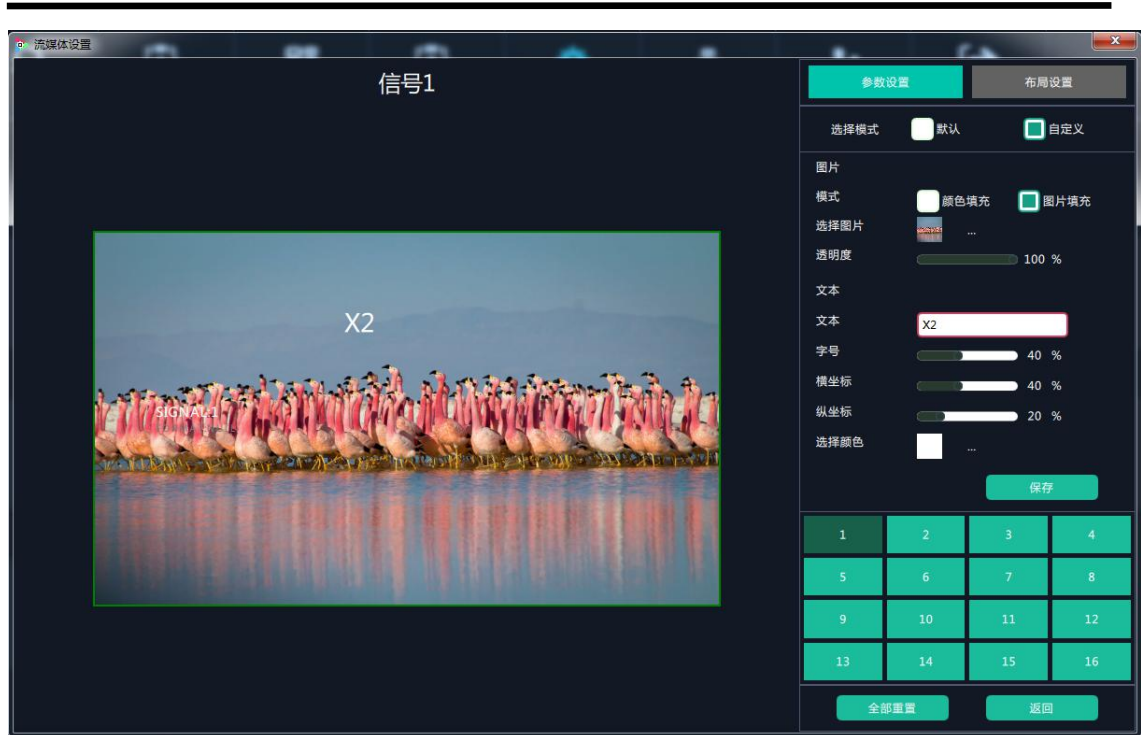 流媒体设置
信号1
X2
SIGNAL:1
参数设置 布局设置
选择模式 默认 自定义
图片
模式 颜色填充 图片填充
选择图片 ...
透明度 100 %
文本
文本 X2
字号 40 %
横坐标 40 %
纵坐标 20 %
选择颜色 ...
保存
1 2 3 4
5 6 7 8
9 10 11 12
13 14 15 16
全部重置 返回